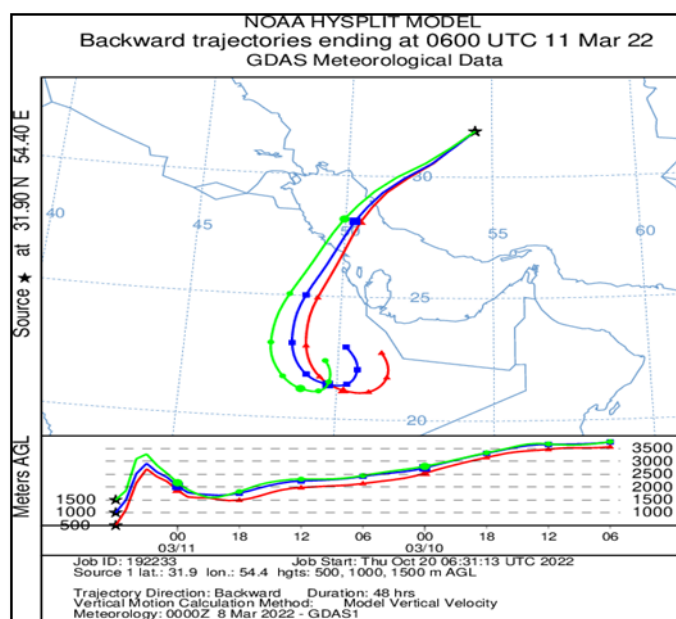 NOAA HYSPLIT MODEL
Backward trajectories ending at 0600 UTC 11 Mar 22
GDAS Meteorological Data
Source ★ at 31.90 N 54.40 E
40
45
50
55
60
30
25
20
Meters AGL
1500
1000
500
3500
3000
2500
2000
1500
1000
00
18
12
06
00
18
12
06
03/11
03/10
Job ID: 192233 Job Start: Thu Oct 20 06:31:13 UTC 2022
Source 1 lat.: 31.9 lon.: 54.4 hgts: 500, 1000, 1500 m AGL
Trajectory Direction: Backward Duration: 48 hrs
Vertical Motion Calculation Method: Model Vertical Velocity
Meteorology: 0000Z 8 Mar 2022 - GDAS1